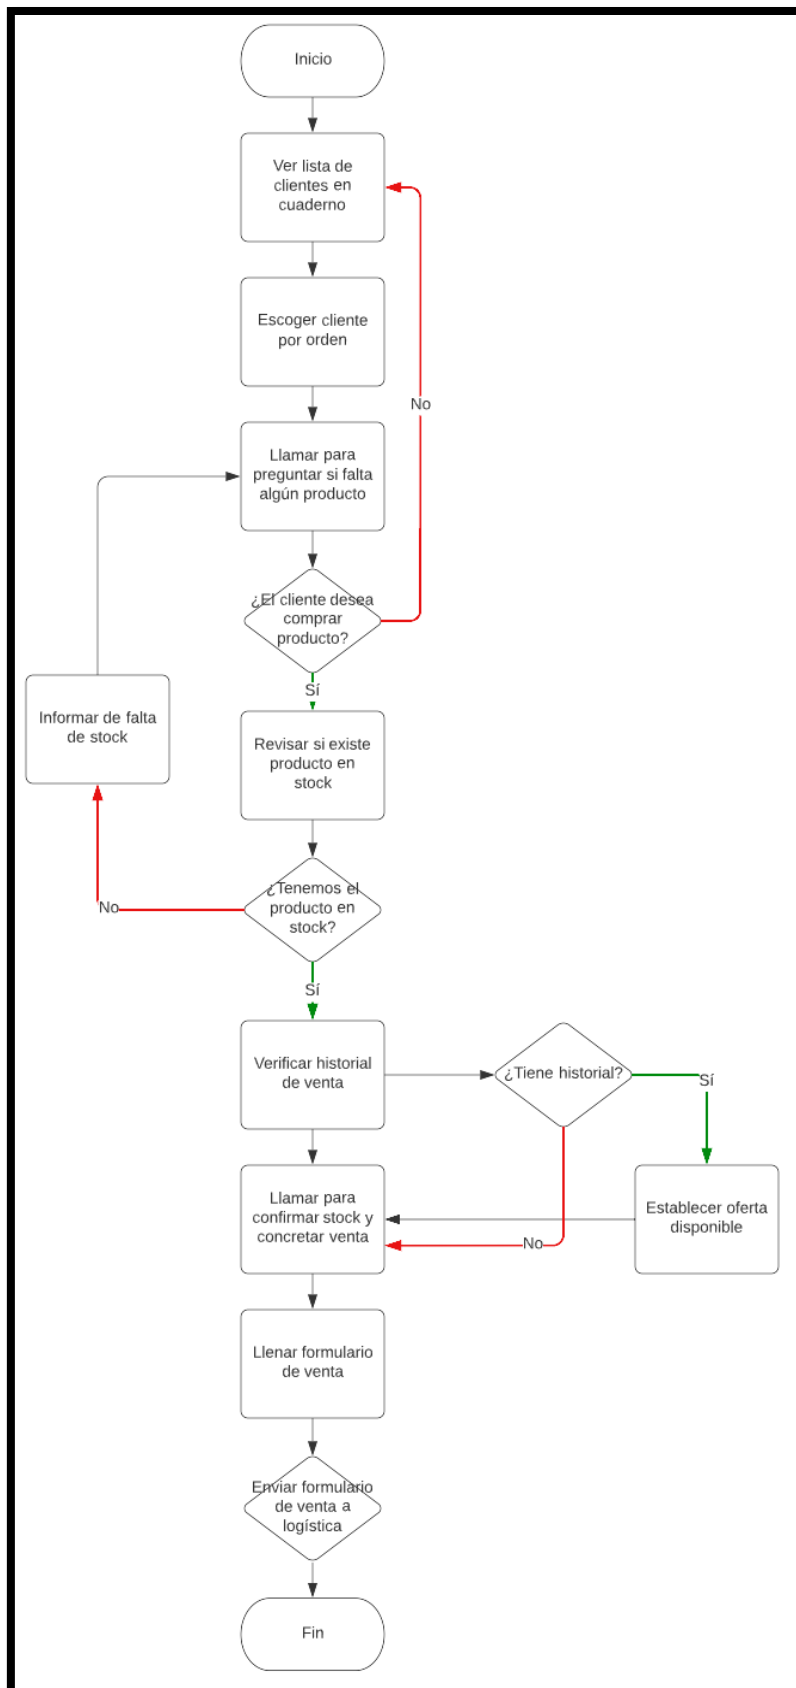 Inicio
Ver lista de
clientes en
cuaderno
Escoger cliente
por orden
No
Llamar para
preguntar si falta
algún producto
¿El cliente desea
comprar
producto?
Sí
Informar de falta
de stock
Revisar si existe
producto en
stock
¿Tenemos el
producto en
stock?
No
Sí
Verificar historial
de venta
¿Tiene historial?
Sí
Llamar para
confirmar stock y
concretar venta
No
Establecer oferta
disponible
Llenar formulario
de venta
Enviar formulario
de venta a
logística
Fin